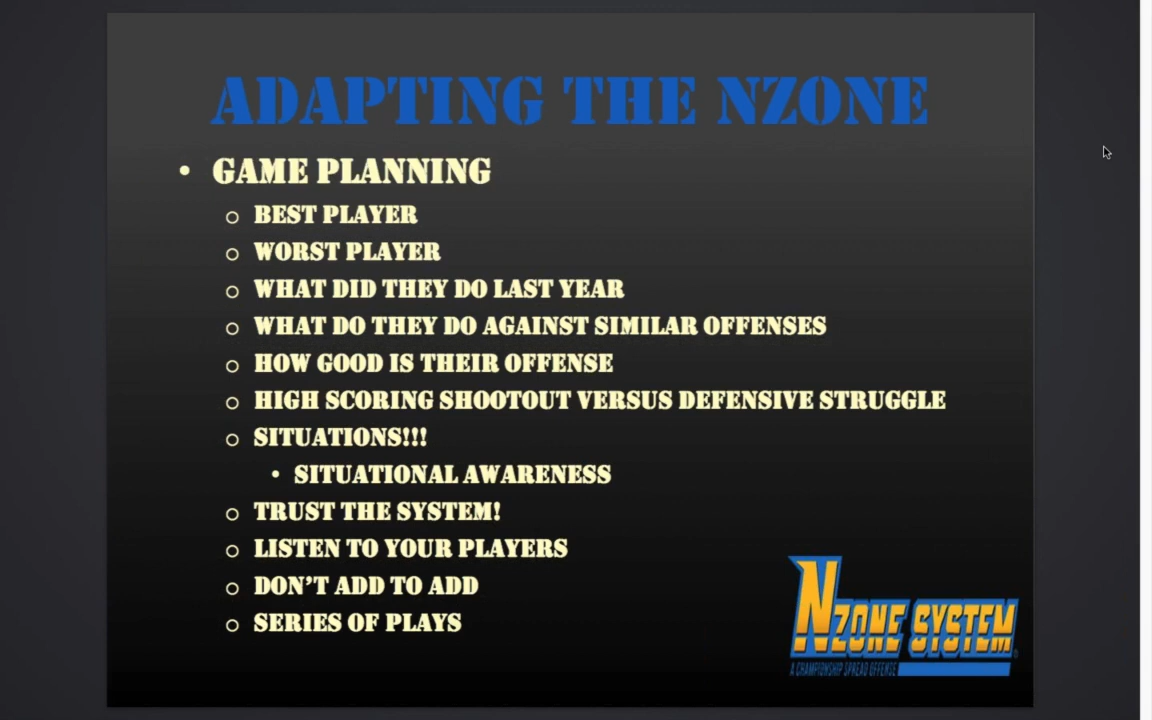 ADAPTING THE NZONE
• GAME PLANNING
○ BEST PLAYER
○ WORST PLAYER
○ WHAT DID THEY DO LAST YEAR
○ WHAT DO THEY DO AGAINST SIMILAR OFFENSES
○ HOW GOOD IS THEIR OFFENSE
○ HIGH SCORING SHOOTOUT VERSUS DEFENSIVE STRUGGLE
○ SITUATIONS!!!
• SITUATIONAL AWARENESS
○ TRUST THE SYSTEM!
○ LISTEN TO YOUR PLAYERS
○ DON'T ADD TO ADD
○ SERIES OF PLAYS
NZONE SYSTEM
A CHAMPIONSHIP SPREAD OFFENSE